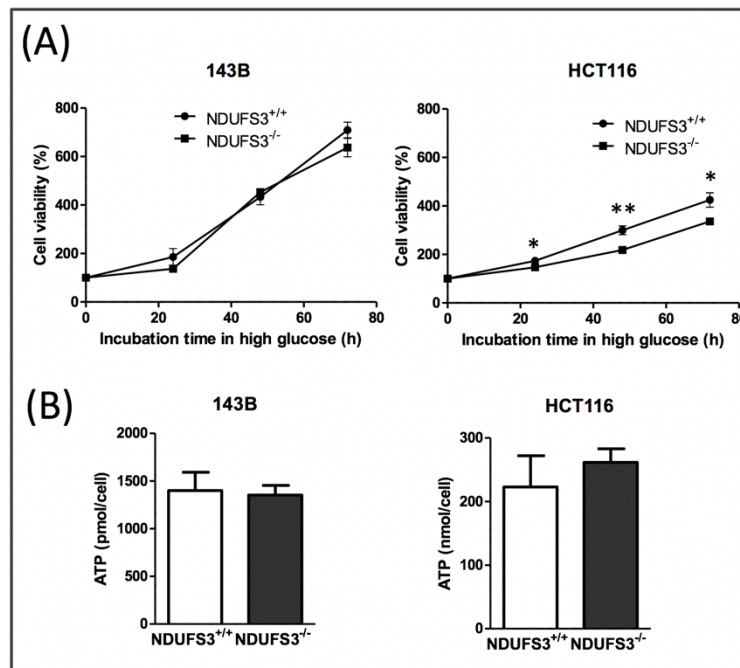 (A)
143B
Cell viability (%)
800
600
400
200
0
NDUFS3+/+
NDUFS3-/-
0 20 40 60 80
Incubation time in high glucose (h)
HCT116
Cell viability (%)
800
600
400
200
0
NDUFS3+/+
NDUFS3-/-
*
**
*
0 20 40 60 80
Incubation time in high glucose (h)
(B)
143B
ATP (pmol/cell)
2000
1500
1000
500
0
NDUFS3+/+ NDUFS3-/-
HCT116
ATP (nmol/cell)
300
200
100
0
NDUFS3+/+ NDUFS3-/-